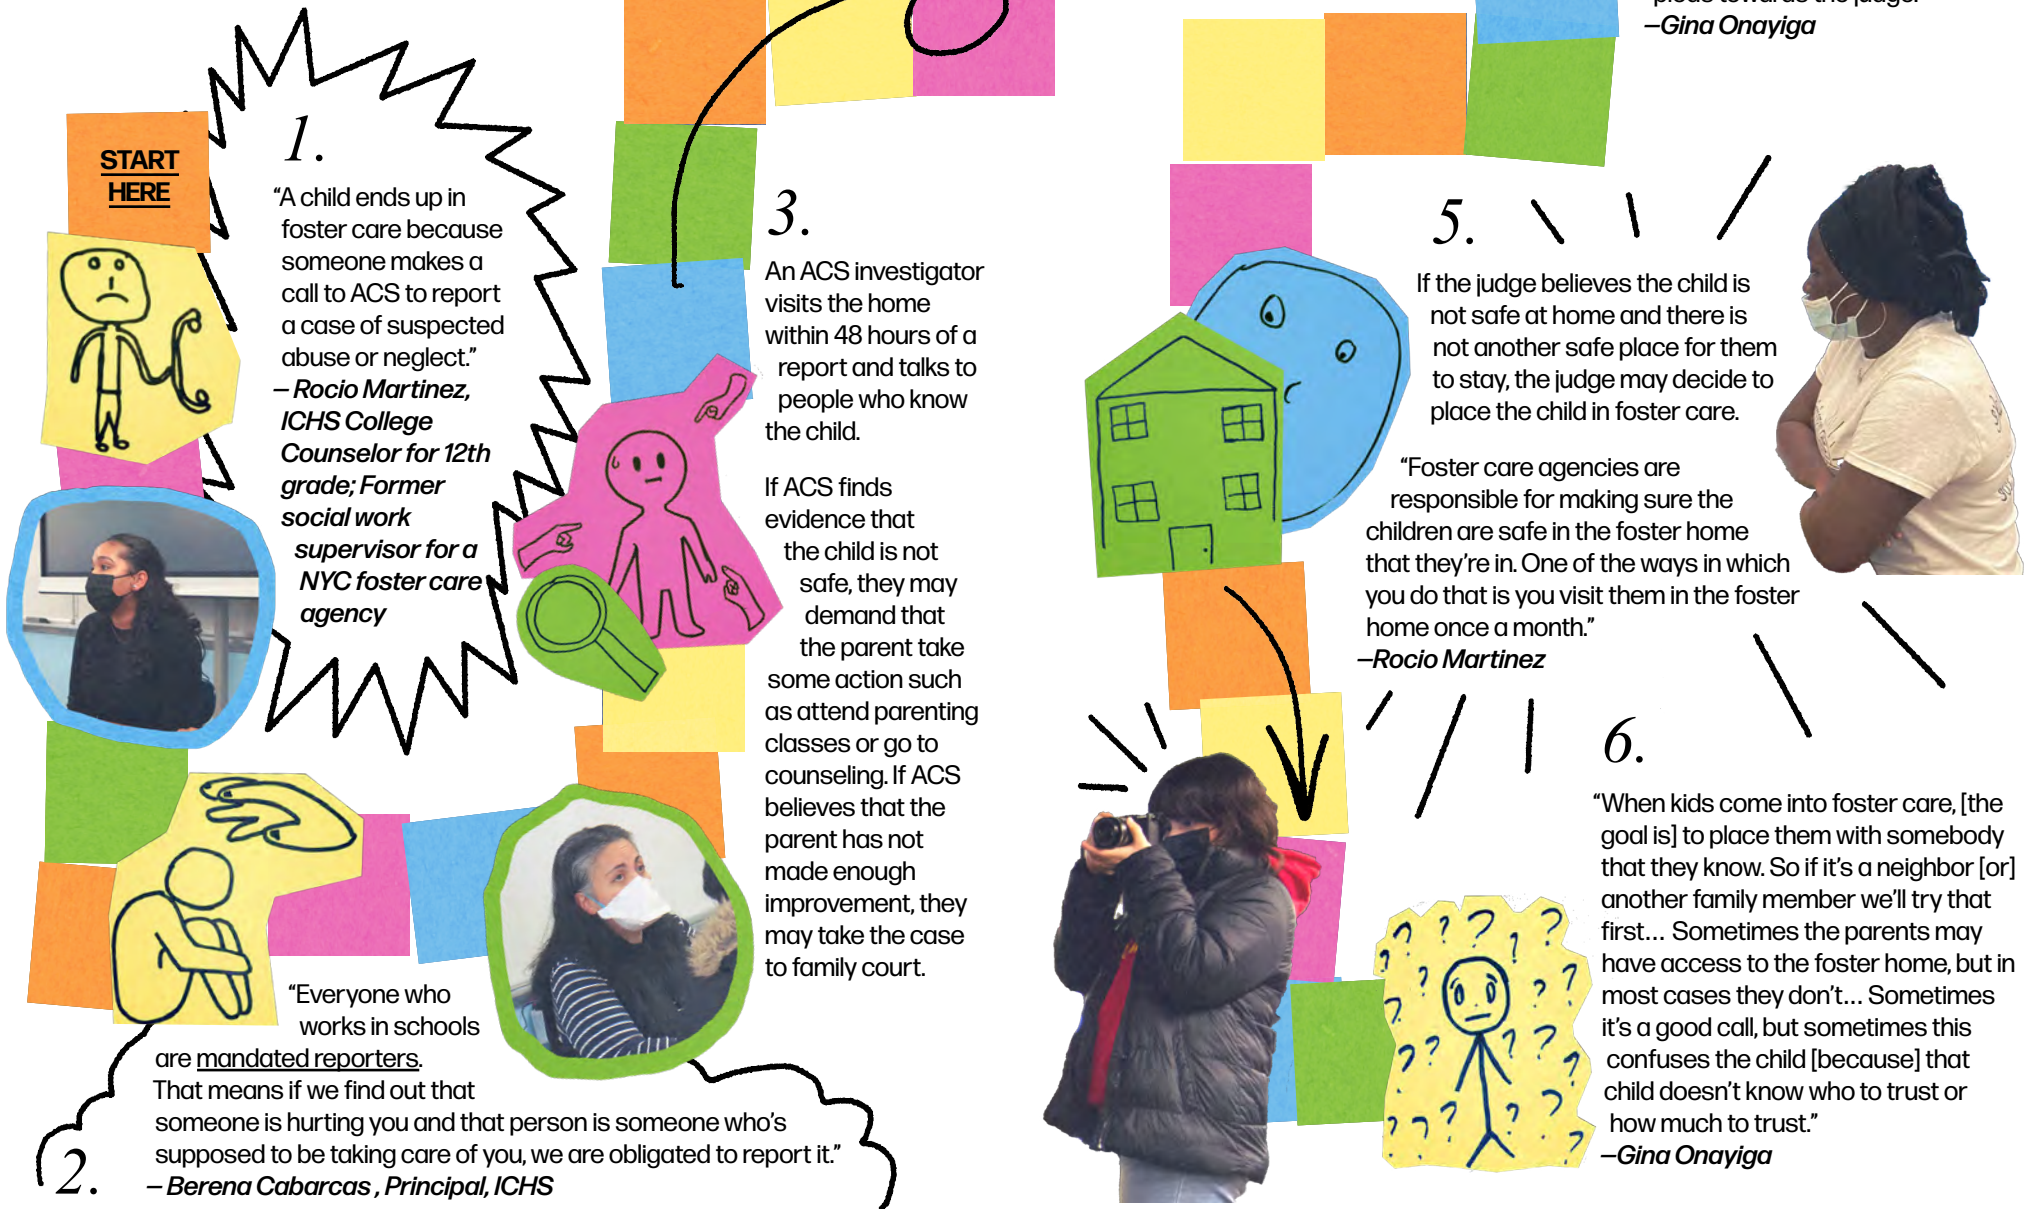 START
HERE
1.
“A child ends up in
foster care because
someone makes a
call to ACS to report
a case of suspected
abuse or neglect.”
– Rocio Martinez,
ICHS College
Counselor for 12th
grade; Former
social work
supervisor for a
NYC foster care
agency
“Everyone who
works in schools
are mandated reporters.
That means if we find out that
someone is hurting you and that person is someone who’s
supposed to be taking care of you, we are obligated to report it.”
2.
– Berena Cabarcas , Principal, ICHS
3.
An ACS investigator
visits the home
within 48 hours of a
report and talks to
people who know
the child.
If ACS finds
evidence that
the child is not
safe, they may
demand that
the parent take
some action such
as attend parenting
classes or go to
counseling. If ACS
believes that the
parent has not
made enough
improvement, they
may take the case
to family court.
–Gina Onayiga
5.
If the judge believes the child is
not safe at home and there is
not another safe place for them
to stay, the judge may decide to
place the child in foster care.
“Foster care agencies are
responsible for making sure the
children are safe in the foster home
that they’re in. One of the ways in which
you do that is you visit them in the foster
home once a month.”
–Rocio Martinez
6.
“When kids come into foster care, [the
goal is] to place them with somebody
that they know. So if it’s a neighbor [or]
another family member we’ll try that
first... Sometimes the parents may
have access to the foster home, but in
most cases they don’t... Sometimes
it’s a good call, but sometimes this
confuses the child [because] that
child doesn’t know who to trust or
how much to trust.”
–Gina Onayiga